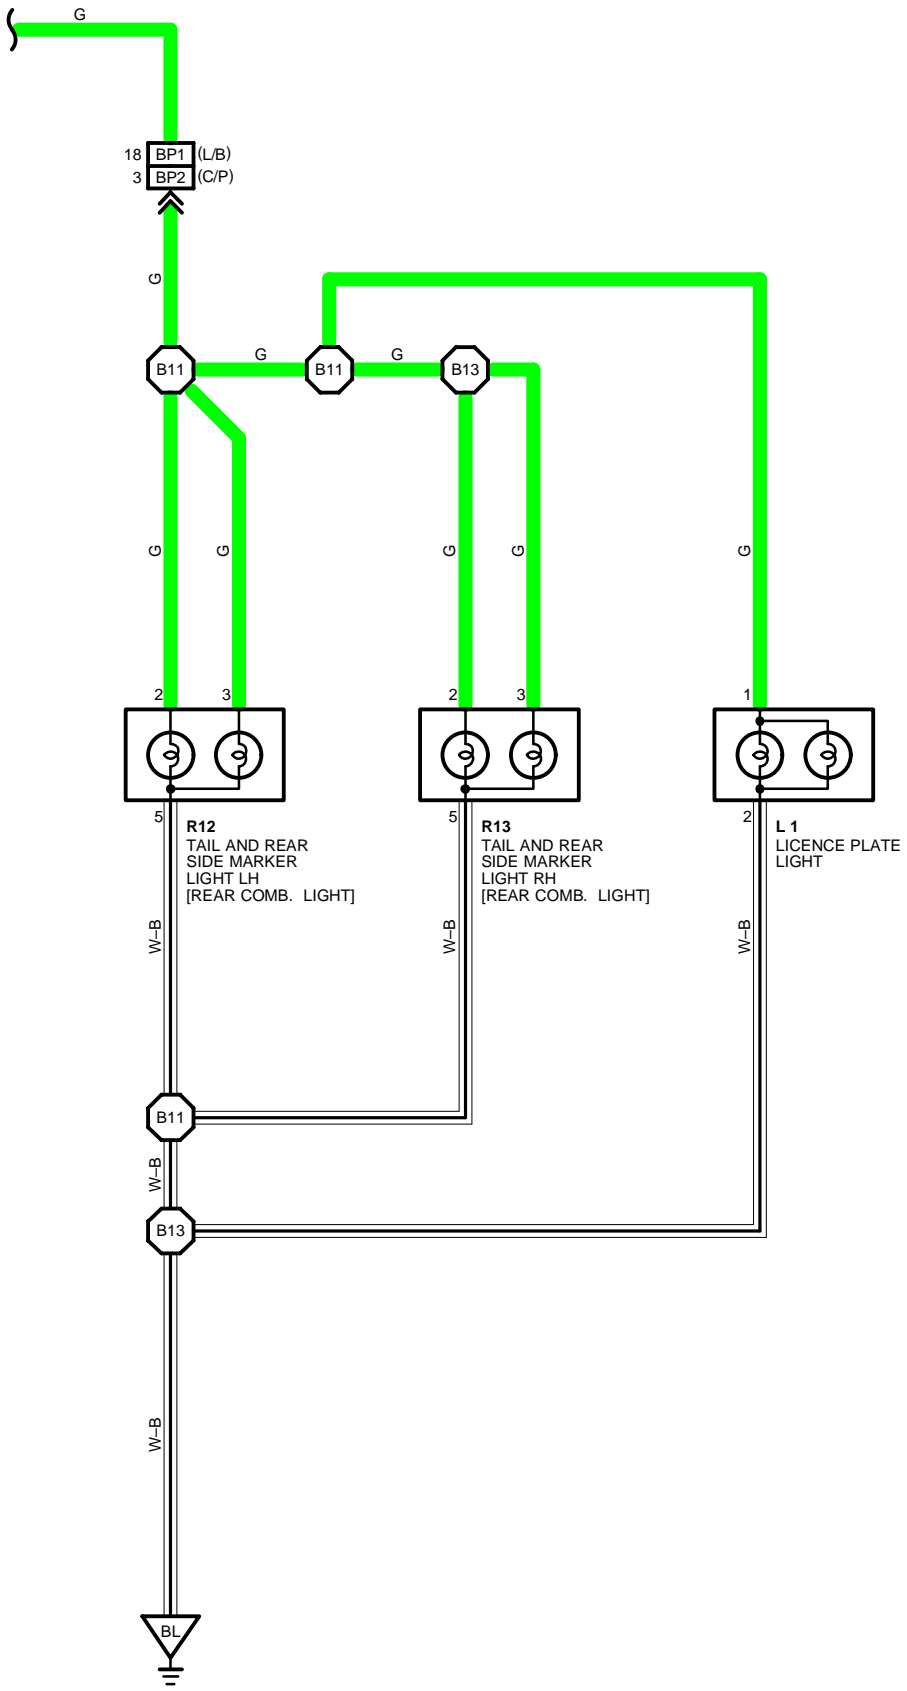 G
18 BP1 (L/B)
3 BP2 (C/P)
G
B11 G B11 G B13
G G G G G
2 3 2 3 1
5 5 2
R12
TAIL AND REAR
SIDE MARKER
LIGHT LH
[REAR COMB. LIGHT]
R13
TAIL AND REAR
SIDE MARKER
LIGHT RH
[REAR COMB. LIGHT]
L 1
LICENCE PLATE
LIGHT
W–B W–B W–B
B11
W–B
B13
W–B
BL